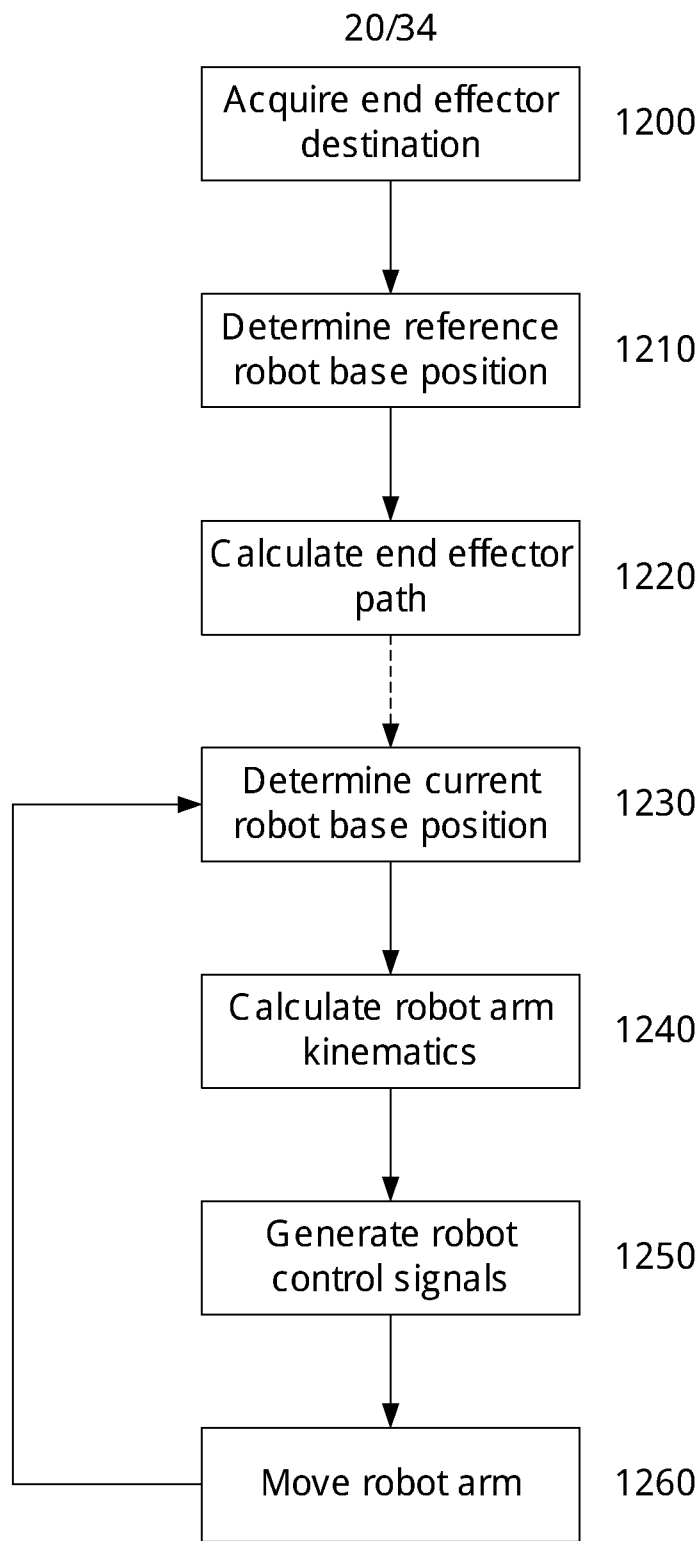 20/34
Acquire end effector
destination
1200
Determine reference
robot base position
1210
Calculate end effector
path
1220
Determine current
robot base position
1230
Calculate robot arm
kinematics
1240
Generate robot
control signals
1250
Move robot arm
1260